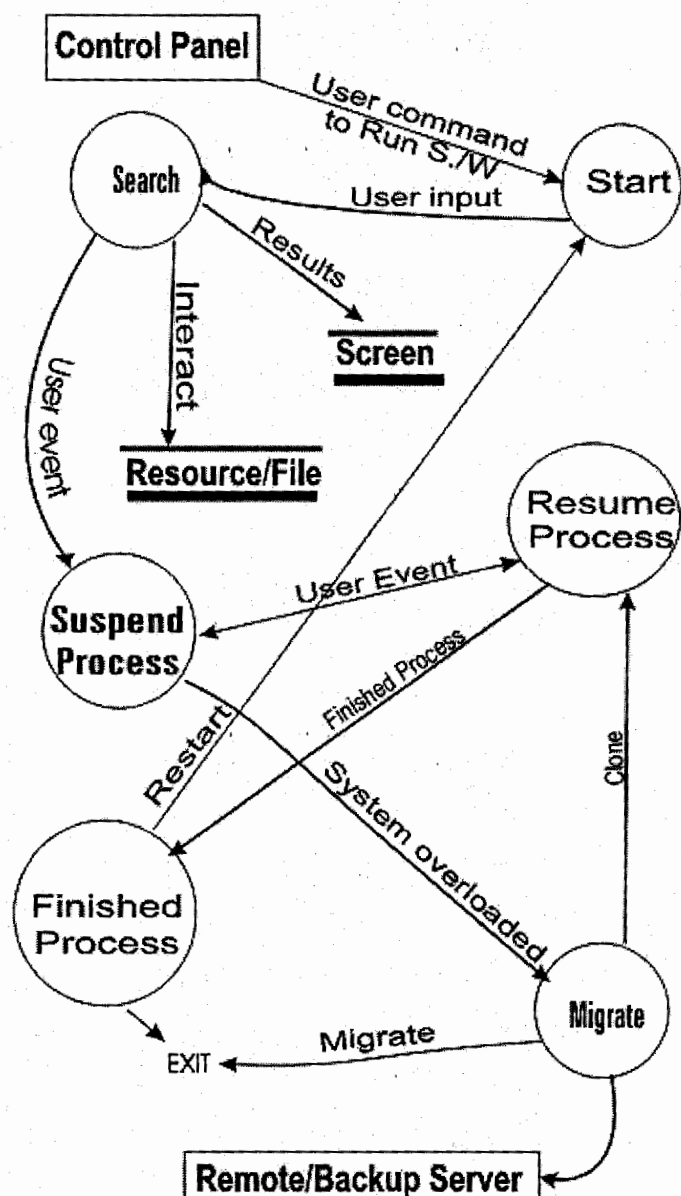 Control Panel
User command
to Run S./W
Start
Search
User input
Results
Interact
User event
Screen
Resource/File
Resume
Process
User Event
Suspend
Process
Finished Process
Restart
System overloaded
Clone
Finished
Process
Migrate
Migrate
EXIT
Remote/Backup Server